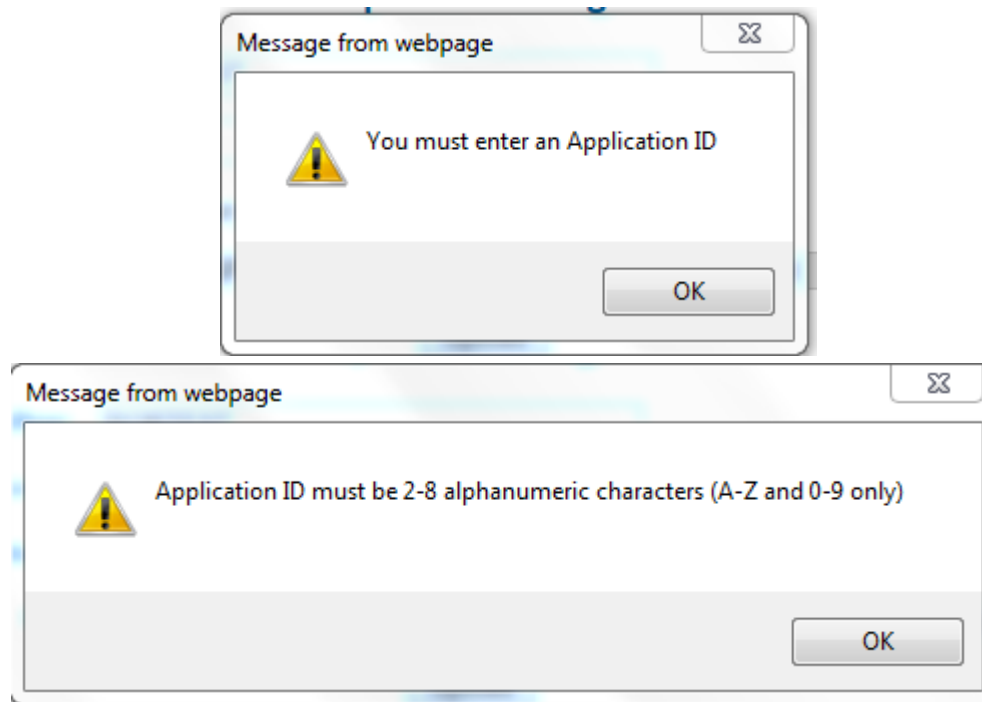 Message from webpage
You must enter an Application ID
OK
Message from webpage
Application ID must be 2-8 alphanumeric characters (A-Z and 0-9 only)
OK